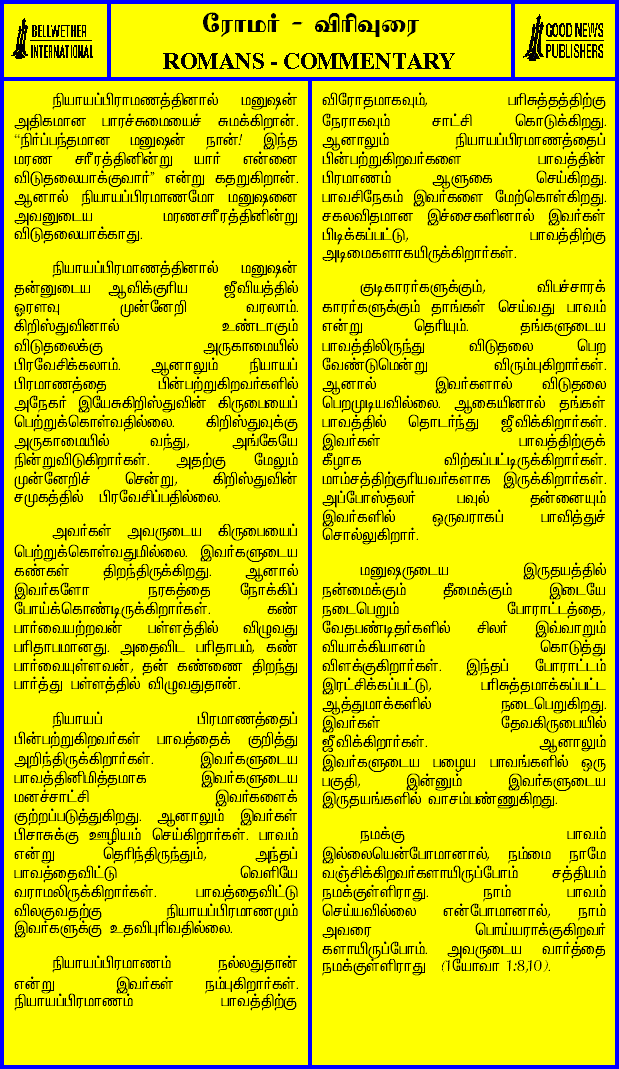 BELLWETHER
INTERNATIONAL
ரோமர் - விரிவுரை
ROMANS - COMMENTARY
GOOD NEWS
PUBLISHERS
நியாயப்பிராமணத்தினால் மனுஷன்
அதிகமான பாரச்சுமையைச் சுமக்கிறான்.
“நிர்ப்பந்தமான மனுஷன் நான்! இந்த
மரண சரீரத்தினின்று யார் என்னை
விடுதலையாக்குவார்” என்று கதறுகிறான்.
ஆனால் நியாயப்பிரமாணமோ மனுஷனை
அவனுடைய மரணசரீரத்தினின்று
விடுதலையாக்காது.
நியாயப்பிரமாணத்தினால் மனுஷன்
தன்னுடைய ஆவிக்குரிய ஜீவியத்தில்
ஓரளவு முன்னேறி வரலாம்.
கிறிஸ்துவினால் உண்டாகும்
விடுதலைக்கு அருகாமையில்
பிரவேசிக்கலாம். ஆனாலும் நியாயப்
பிரமாணத்தை பின்பற்றுகிறவர்களில்
அநேகர் இயேசுகிறிஸ்துவின் கிருபையைப்
பெற்றுக்கொள்வதில்லை. கிறிஸ்துவுக்கு
அருகாமையில் வந்து, அங்கேயே
நின்றுவிடுகிறார்கள். அதற்கு மேலும்
முன்னேறிச் சென்று, கிறிஸ்துவின்
சமுகத்தில் பிரவேசிப்பதில்லை.
அவர்கள் அவருடைய கிருபையைப்
பெற்றுக்கொள்வதுமில்லை. இவர்களுடைய
கண்கள் திறந்திருக்கிறது. ஆனால்
இவர்களோ நரகத்தை நோக்கிப்
போய்க்கொண்டிருக்கிறார்கள். கண்
பார்வையற்றவன் பள்ளத்தில் விழுவது
பரிதாபமானது. அதைவிட பரிதாபம், கண்
பார்வையுள்ளவன், தன் கண்ணை திறந்து
பார்த்து பள்ளத்தில் விழுவதுதான்.
நியாயப் பிரமாணத்தைப்
பின்பற்றுகிறவர்கள் பாவத்தைக் குறித்து
அறிந்திருக்கிறார்கள். இவர்களுடைய
பாவத்தினிமித்தமாக இவர்களுடைய
மனச்சாட்சி இவர்களைக்
குற்றப்படுத்துகிறது. ஆனாலும் இவர்கள்
பிசாசுக்கு ஊழியம் செய்கிறார்கள். பாவம்
என்று தெரிந்திருந்தும், அந்தப்
பாவத்தைவிட்டு வெளியே
வராமலிருக்கிறார்கள். பாவத்தைவிட்டு
விலகுவதற்கு நியாயப்பிரமாணமும்
இவர்களுக்கு உதவிபுரிவதில்லை.
நியாயப்பிரமாணம் நல்லதுதான்
என்று இவர்கள் நம்புகிறார்கள்.
நியாயப்பிரமாணம் பாவத்திற்கு
விரோதமாகவும், பரிசுத்தத்திற்கு
நேராகவும் சாட்சி கொடுக்கிறது.
ஆனாலும் நியாயப்பிரமாணத்தைப்
பின்பற்றுகிறவர்களை பாவத்தின்
பிரமாணம் ஆளுகை செய்கிறது.
பாவசிநேகம் இவர்களை மேற்கொள்கிறது.
சகலவிதமான இச்சைகளினால் இவர்கள்
பிடிக்கப்பட்டு, பாவத்திற்கு
அடிமைகளாகயிருக்கிறார்கள்.
குடிகாரர்களுக்கும், விபச்சாரக்
காரர்களுக்கும் தாங்கள் செய்வது பாவம்
என்று தெரியும். தங்களுடைய
பாவத்திலிருந்து விடுதலை பெற
வேண்டுமென்று விரும்புகிறார்கள்.
ஆனால் இவர்களால் விடுதலை
பெறமுடியவில்லை. ஆகையினால் தங்கள்
பாவத்தில் தொடர்ந்து ஜீவிக்கிறார்கள்.
இவர்கள் பாவத்திற்குக்
கீழாக விற்கப்பட்டிருக்கிறார்கள்.
மாம்சத்திற்குரியவர்களாக இருக்கிறார்கள்.
அப்போஸ்தலர் பவுல் தன்னையும்
இவர்களில் ஒருவராகப் பாவித்துச்
சொல்லுகிறார்.
மனுஷருடைய இருதயத்தில்
நன்மைக்கும் தீமைக்கும் இடையே
நடைபெறும் போராட்டத்தை,
வேதபண்டிதர்களில் சிலர் இவ்வாறும்
வியாக்கியானம் கொடுத்து
விளக்குகிறார்கள். இந்தப் போராட்டம்
இரட்சிக்கப்பட்டு, பரிசுத்தமாக்கப்பட்ட
ஆத்துமாக்களில் நடைபெறுகிறது.
இவர்கள் தேவகிருபையில்
ஜீவிக்கிறார்கள். ஆனாலும்
இவர்களுடைய பழைய பாவங்களில் ஒரு
பகுதி, இன்னும் இவர்களுடைய
இருதயங்களில் வாசம்பண்ணுகிறது.
நமக்கு பாவம்
இல்லையென்போமானால், நம்மை நாமே
வஞ்சிக்கிறவர்களாயிருப்போம் சத்தியம்
நமக்குள்ளிராது. நாம் பாவம்
செய்யவில்லை என்போமானால், நாம்
அவரை பொய்யராக்குகிறவர்
களாயிருப்போம். அவருடைய வார்த்தை
நமக்குள்ளிராது (1யோவா 1:8,10).